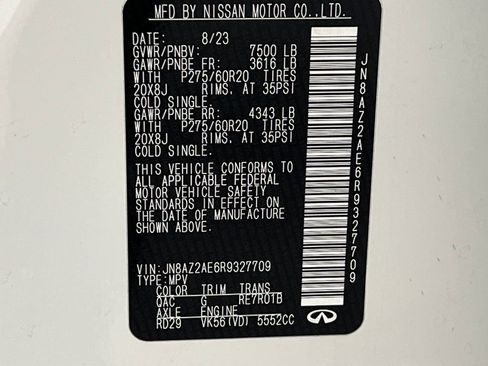 MFD BY NISSAN MOTOR CO.,LTD.
DATE: 8/23
GVWR/PNBV: 7500 LB
GAWR/PNBE FR: 3616 LB
WITH P275/60R20 TIRES
20X8J RIMS, AT 35PSI
COLD SINGLE.
GAWR/PNBE RR: 4343 LB
WITH P275/60R20 TIRES
20X8J RIMS, AT 35PSI
COLD SINGLE.
THIS VEHICLE CONFORMS TO
ALL APPLICABLE FEDERAL
MOTOR VEHICLE SAFETY
STANDARDS IN EFFECT ON
THE DATE OF MANUFACTURE
SHOWN ABOVE.
VIN: JN8AZ2AE6R9327709
TYPE: MPV
COLOR TRIM TRANS
QAC G RE7R01B
AXLE ENGINE
RD29 VK56(VD) 5552CC
INFINITI
JN8AZ2AE6R9327709